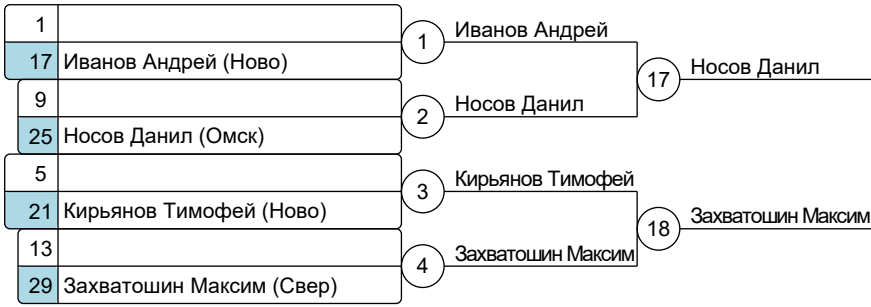 1
17 Иванов Андрей (Ново)
9
25 Носов Данил (Омск)
5
21 Кирьянов Тимофей (Ново)
13
29 Захватошин Максим (Свер)
1 Иванов Андрей
2 Носов Данил
3 Кирьянов Тимофей
4 Захватошин Максим
17 Носов Данил
18 Захватошин Максим